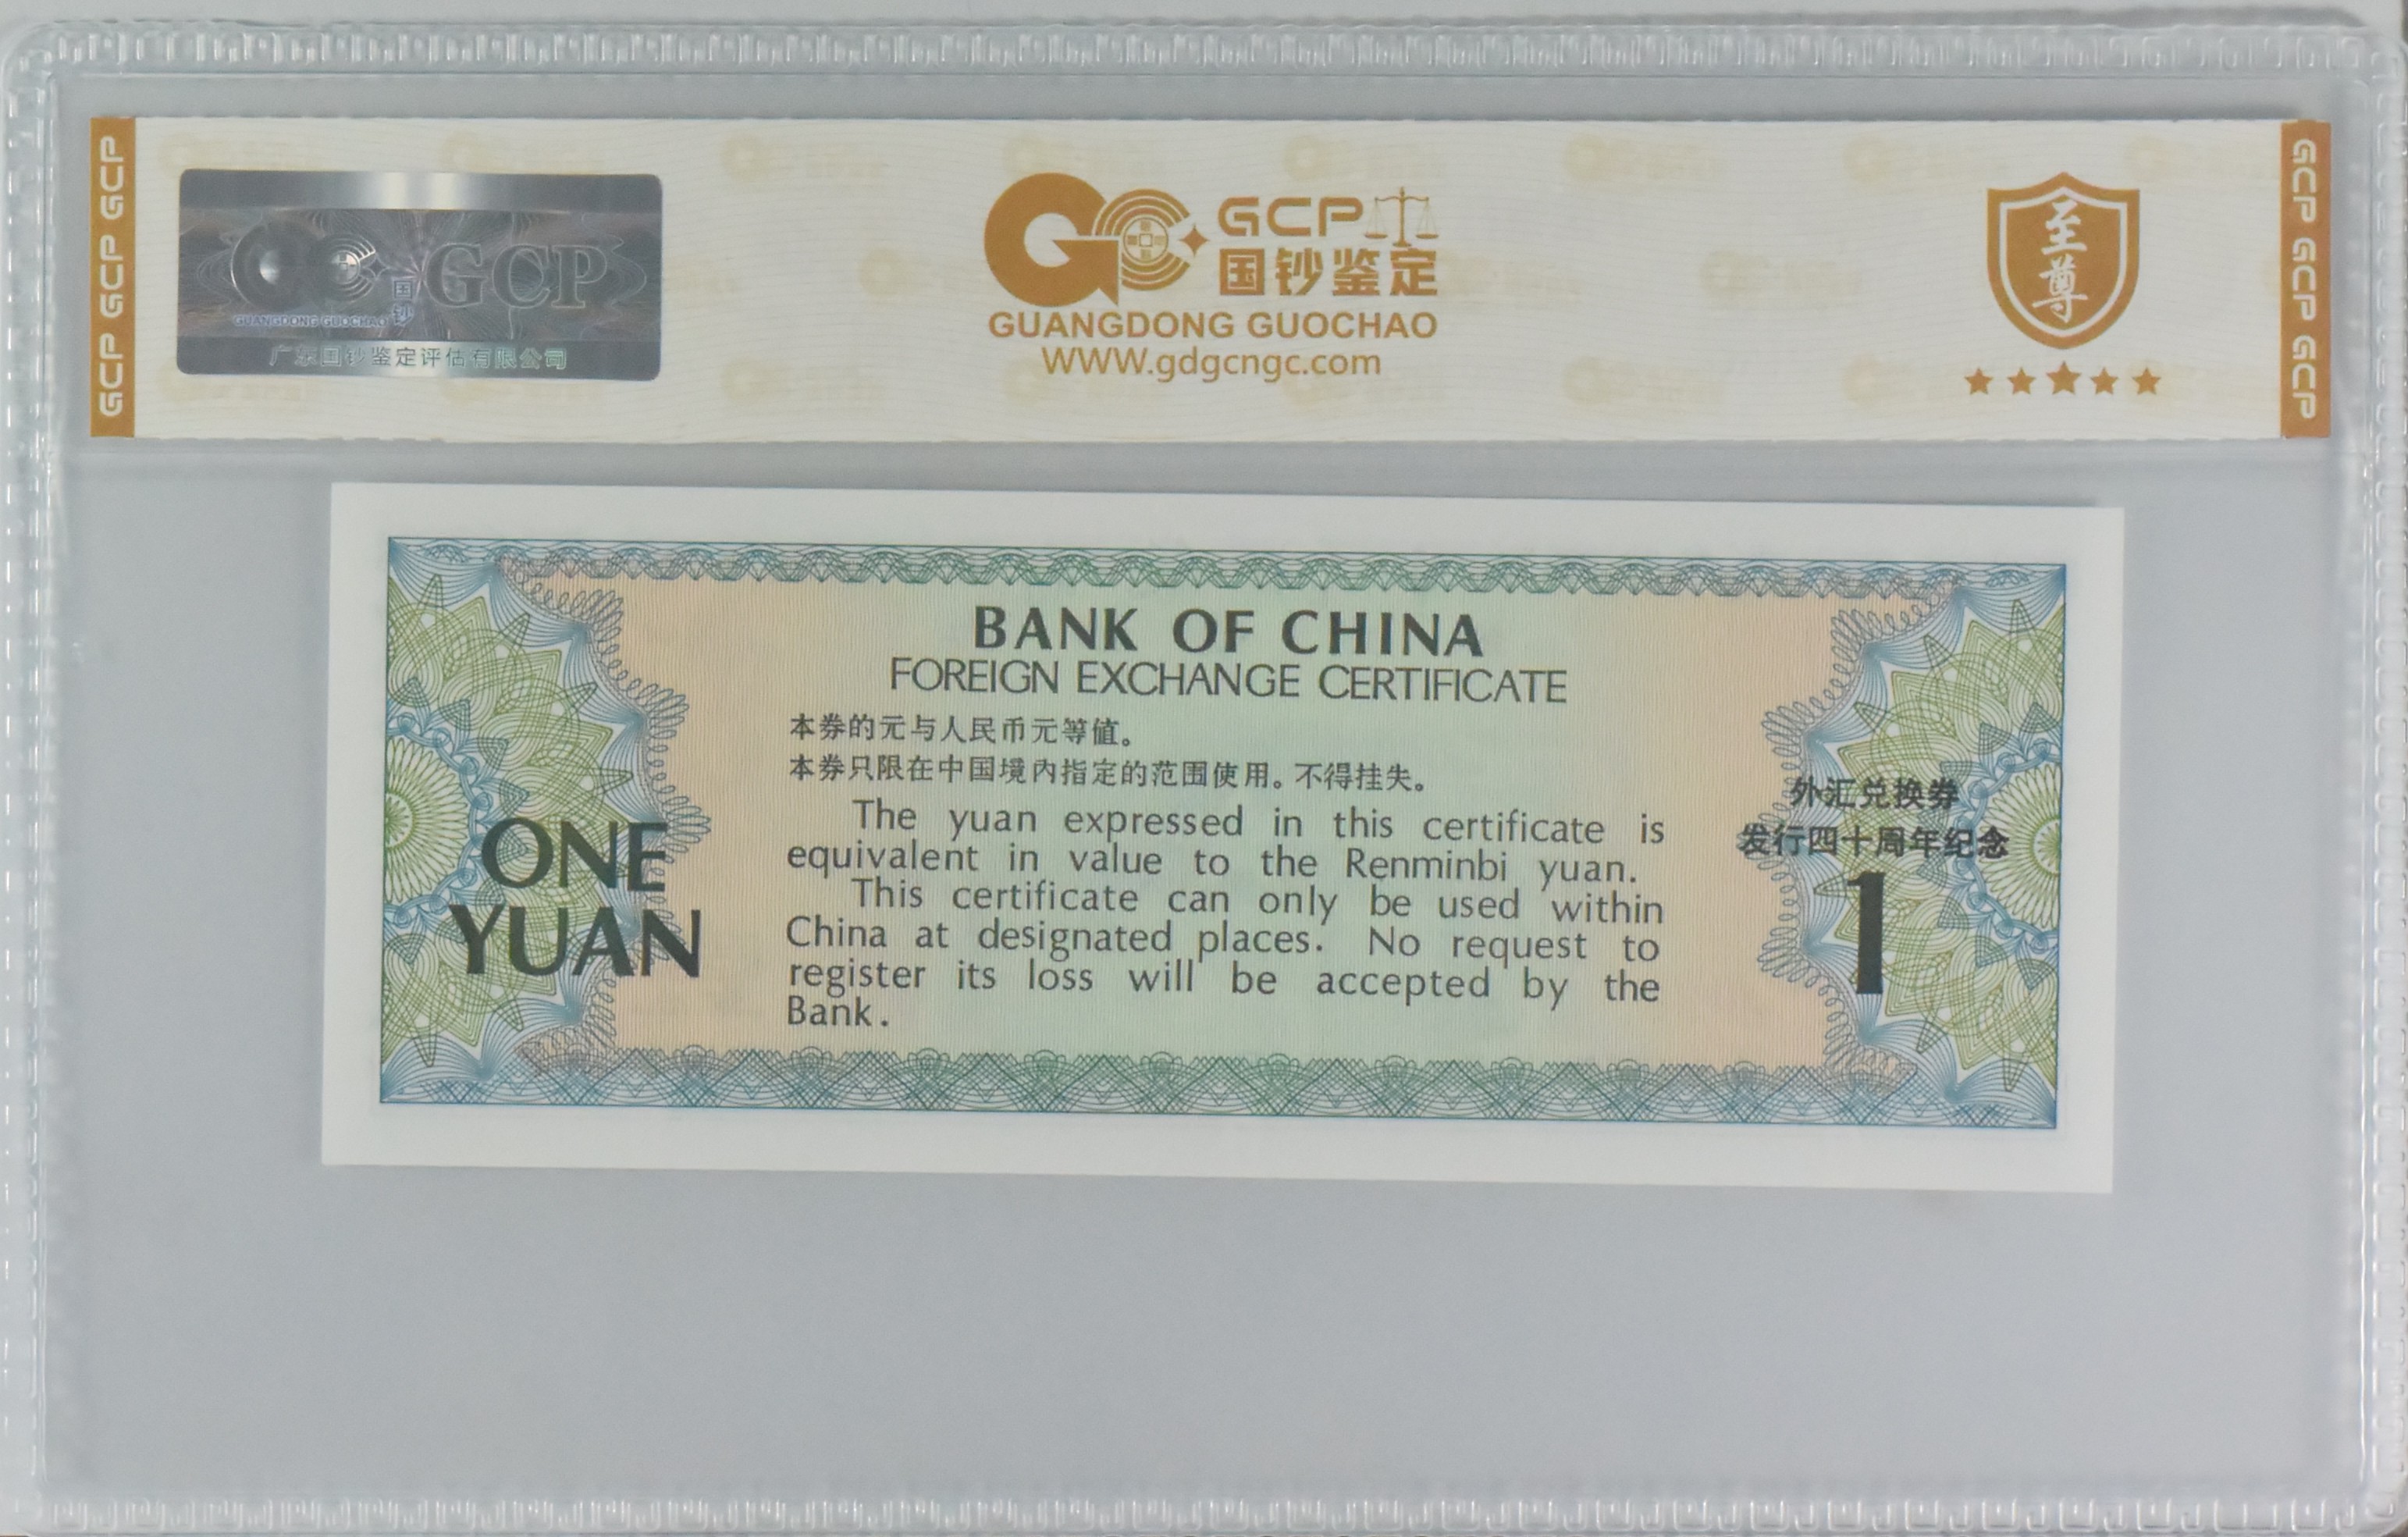 GCP GCP GCP
GCP
国钞
GUANGDONG GUOCHAO
广东国钞鉴定评估有限公司
GCP
国钞鉴定
GUANGDONG GUOCHAO
WWW.gdgcngc.com
至尊
GCP GCP GCP
BANK OF CHINA
FOREIGN EXCHANGE CERTIFICATE
本券的元与人民币元等值。
本券只限在中国境内指定的范围使用。不得挂失。
The yuan expressed in this certificate is
equivalent in value to the Renminbi yuan.
This certificate can only be used within
China at designated places. No request to
register its loss will be accepted by the
Bank.
ONE
YUAN
外汇兑换券
发行四十周年纪念
1